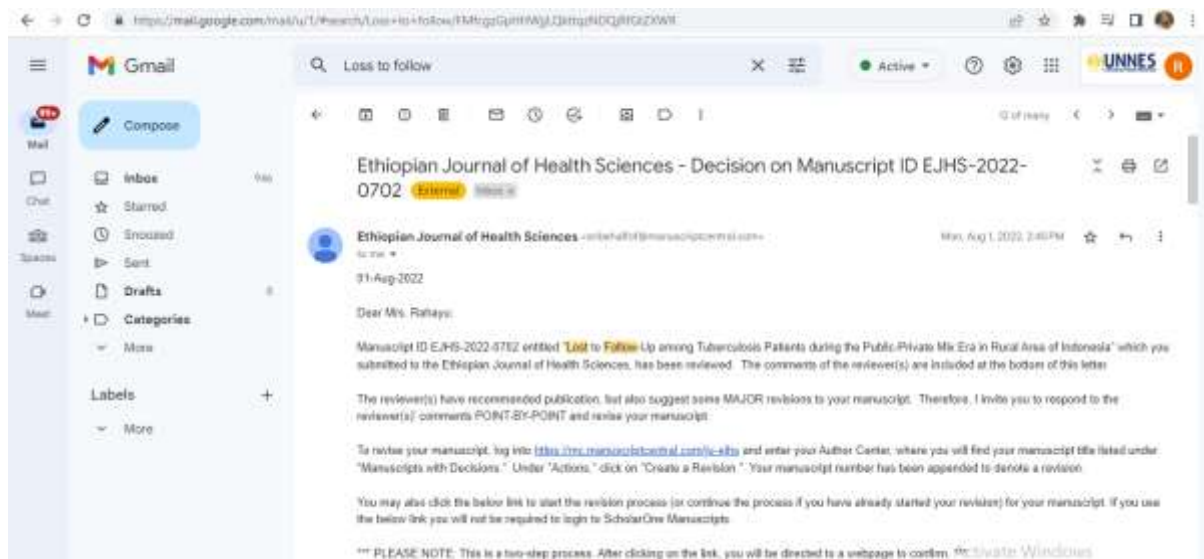 Gmail
Loss to follow
Active
UNNES
R
Compose
Mail
Chat
Spaces
Meet
Inbox
Starred
Snoozed
Sent
Drafts
Categories
More
Labels
More
of many
Ethiopian Journal of Health Sciences - Decision on Manuscript ID EJHS-2022-
0702 External Inbox x
Ethiopian Journal of Health Sciences
Mon, Aug 1, 2022, 2:45 PM
to me
01-Aug-2022
Dear Mrs. Rahayu:
Manuscript ID EJHS-2022-0702 entitled "Lost to Follow-Up among Tuberculosis Patients during the Public-Private Mix Era in Rural Area of Indonesia" which you
submitted to the Ethiopian Journal of Health Sciences, has been reviewed. The comments of the reviewer(s) are included at the bottom of this
letter.
The reviewer(s) have recommended publication, but also suggest some MAJOR revisions to your manuscript. Therefore, I invite you to respond to the
reviewer(s)' comments POINT-BY-POINT and revise your manuscript.
To revise your manuscript, log into https://mc.manuscriptcentral.com/ and enter your Author Center, where you will find your manuscript title listed under
"Manuscripts with Decisions." Under "Actions," click on "Create a Revision." Your manuscript number has been appended to denote a revision.
You may also click the below link to start the revision process (or continue the process if you have already started your revision) for your manuscript. If you use
the below link you will not be required to login to ScholarOne Manuscripts.
*** PLEASE NOTE: This is a two-step process. After clicking on the link, you will be directed to a webpage to confirm. ***
Activate Windows